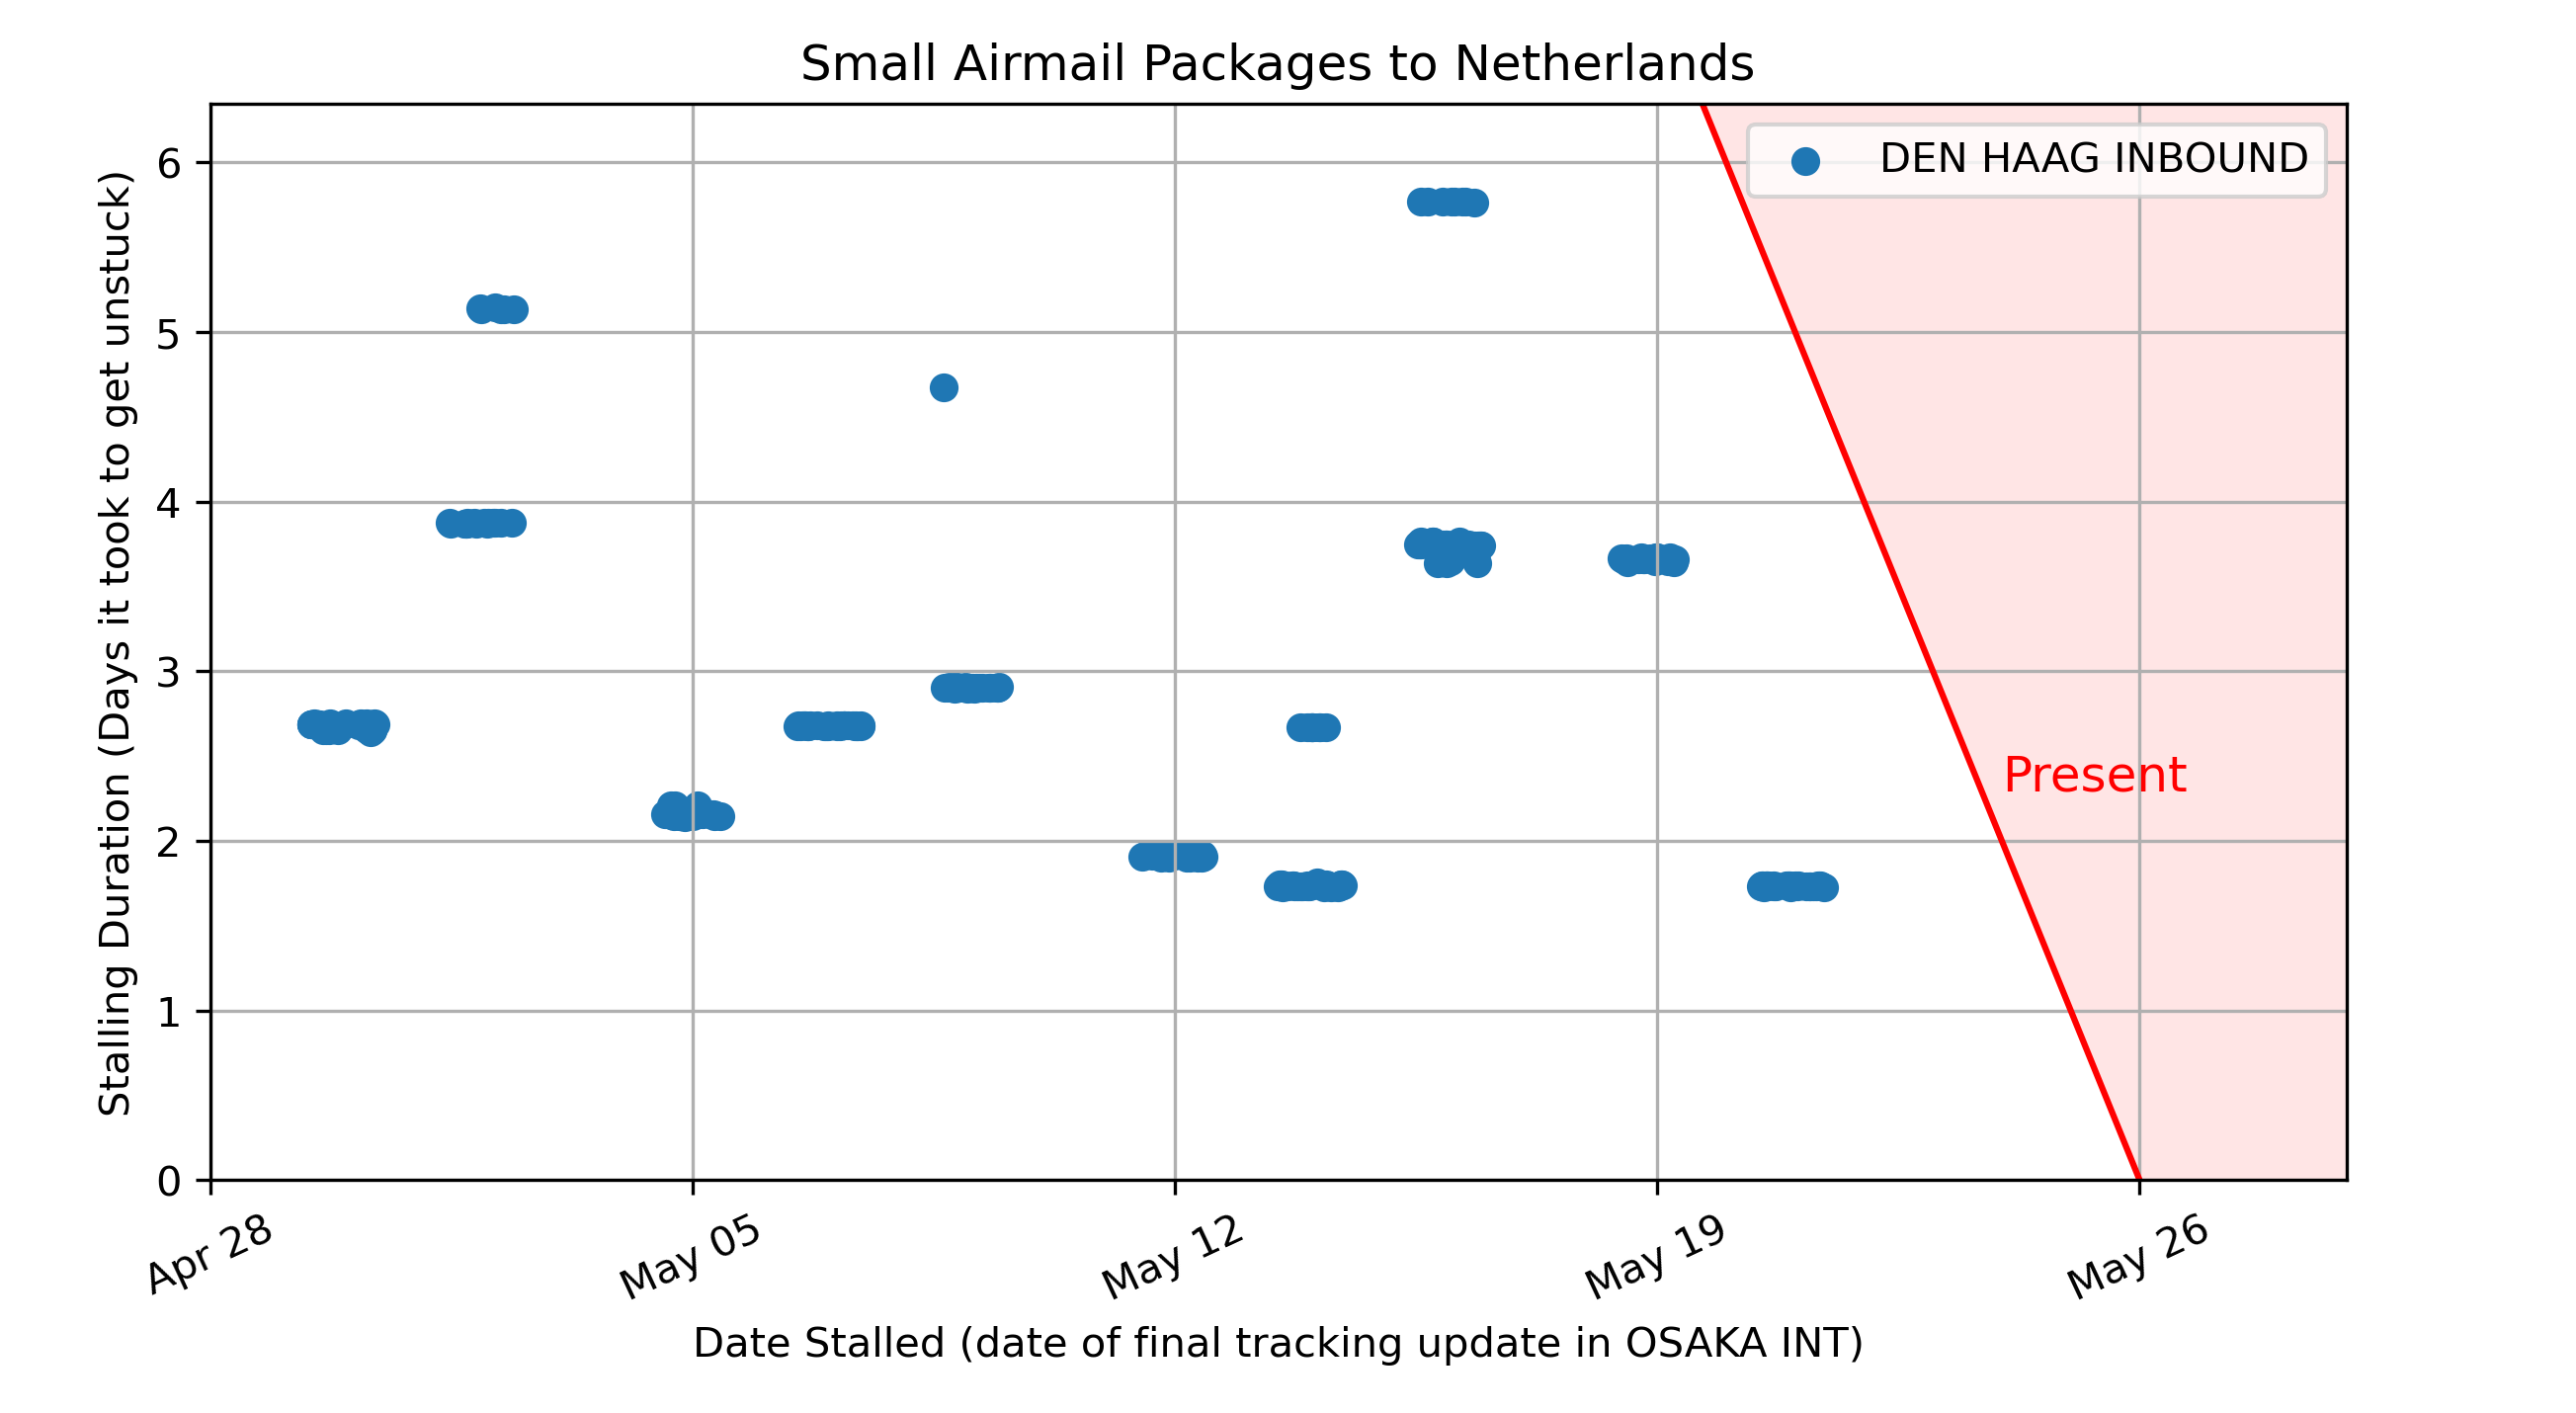 Small Airmail Packages to Netherlands
DEN HAAG INBOUND
Stalling Duration (Days it took to get unstuck)
6
5
4
3
2
1
0
Present
Apr 28
May 05
May 12
May 19
May 26
Date Stalled (date of final tracking update in OSAKA INT)